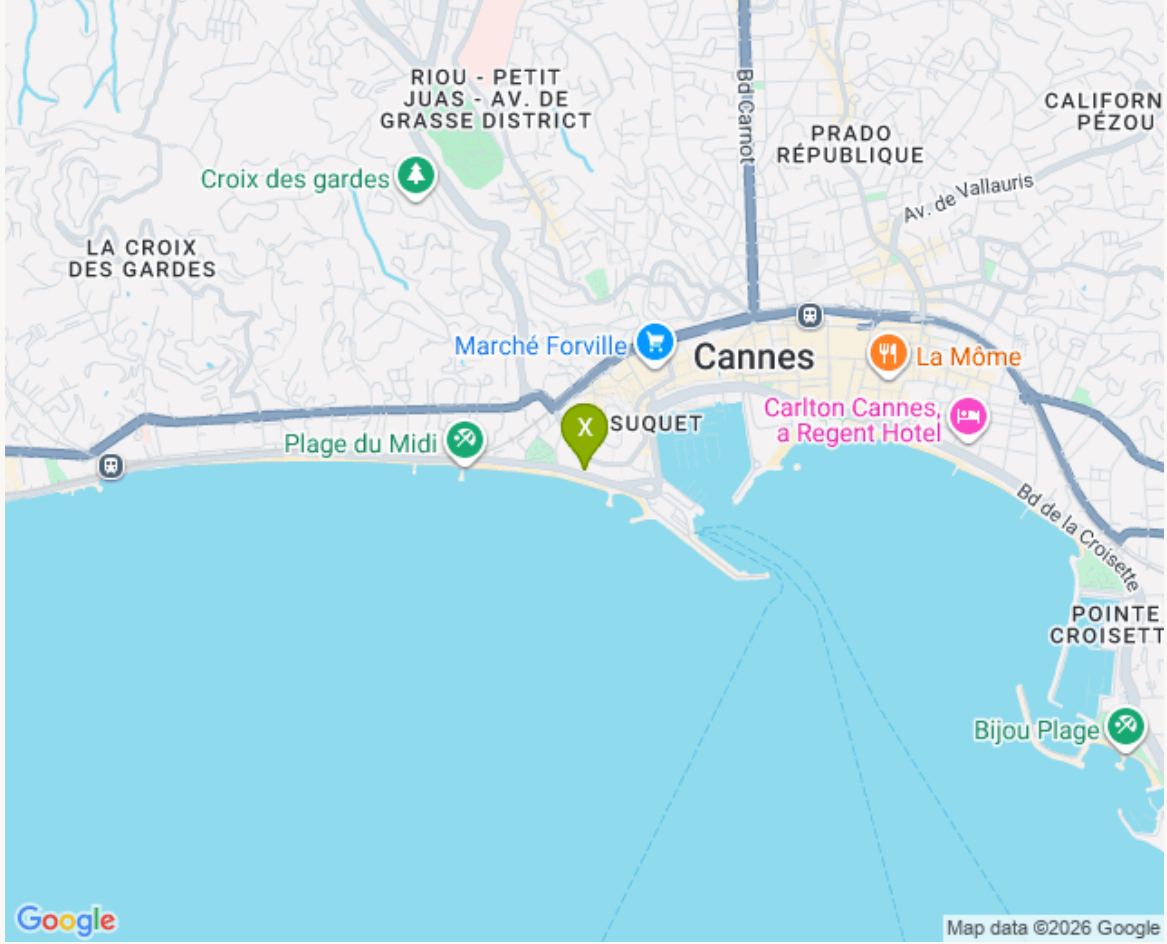 RIOU - PETIT
JUAS - AV. DE
GRASSE DISTRICT
Bd Carnot
CALIFORN
PÉZOU
PRADO
RÉPUBLIQUE
Croix des gardes
Av. de Vallauris
LA CROIX
DES GARDES
Marché Forville
Cannes
La Môme
X
SUQUET
Carlton Cannes,
a Regent Hotel
Plage du Midi
Bd de la Croisette
POINTE
CROISETT
Bijou Plage
Google
Map data ©2026 Google